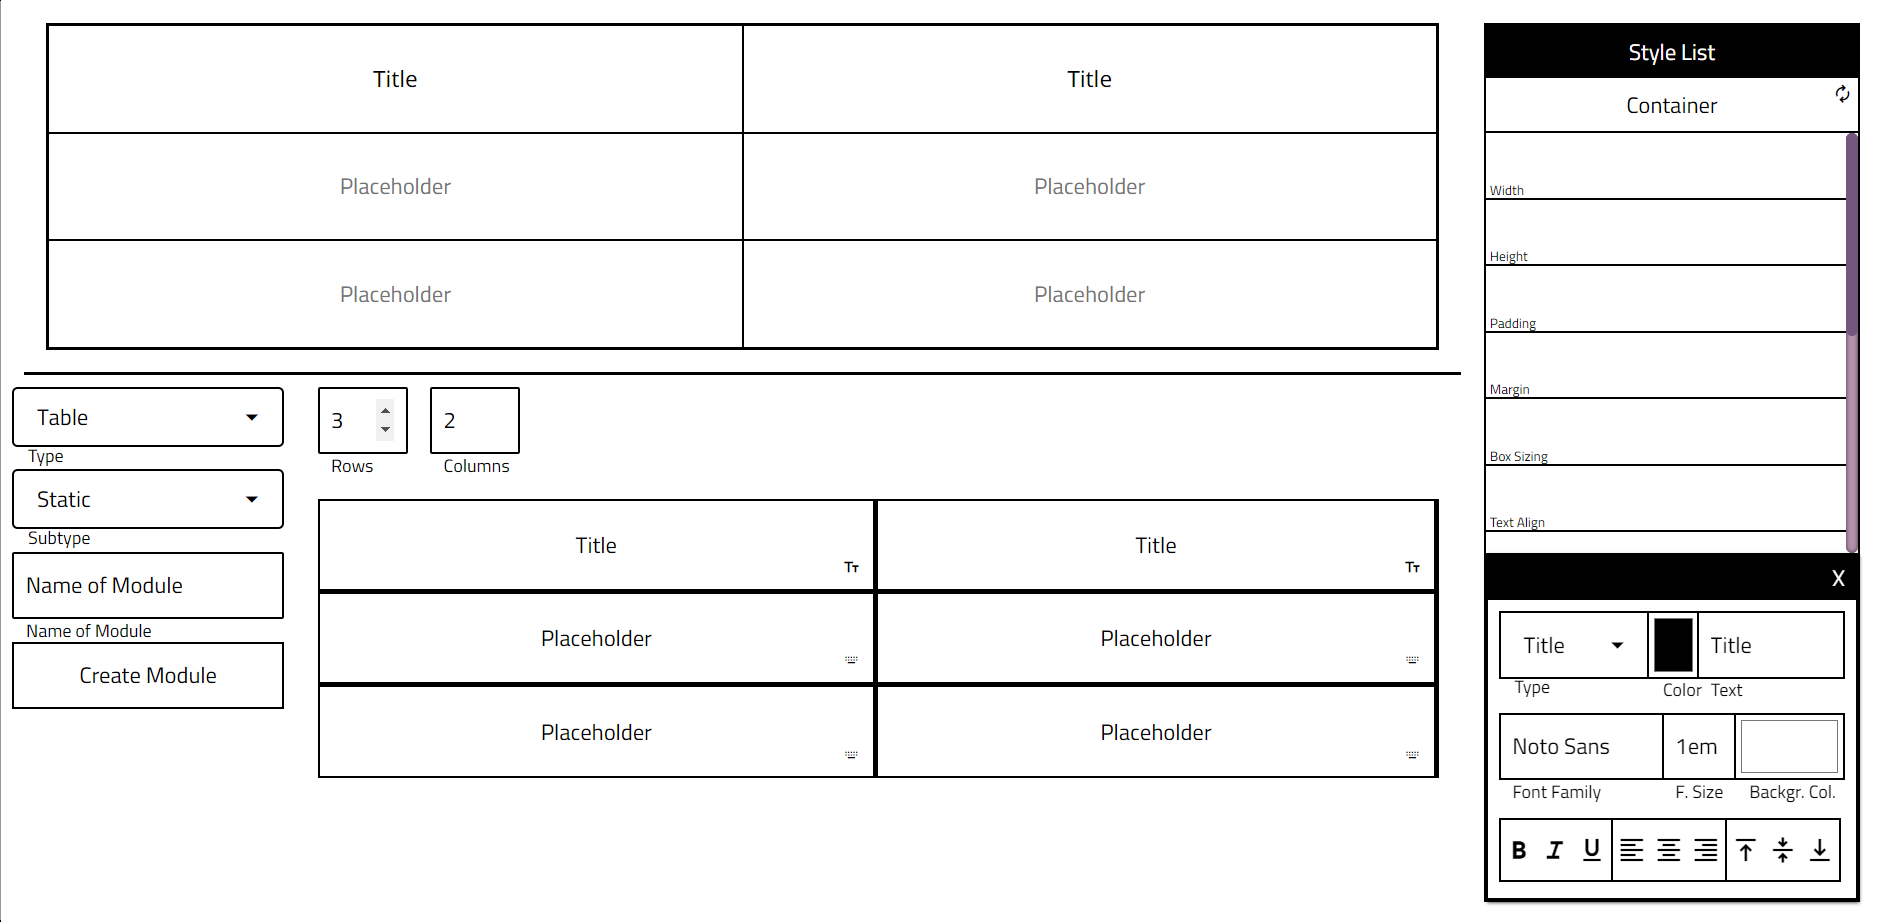 Title Title
Placeholder Placeholder
Placeholder Placeholder
Table
Type
Static
Subtype
Name of Module
Name of Module
Create Module
3 2
Rows Columns
Title Title
Placeholder Placeholder
Placeholder Placeholder
Style List
Container
Width
Height
Padding
Margin
Box Sizing
Text Align
X
Title Title
Type Color Text
Noto Sans 1em
Font Family F. Size Backgr. Col.
B I U